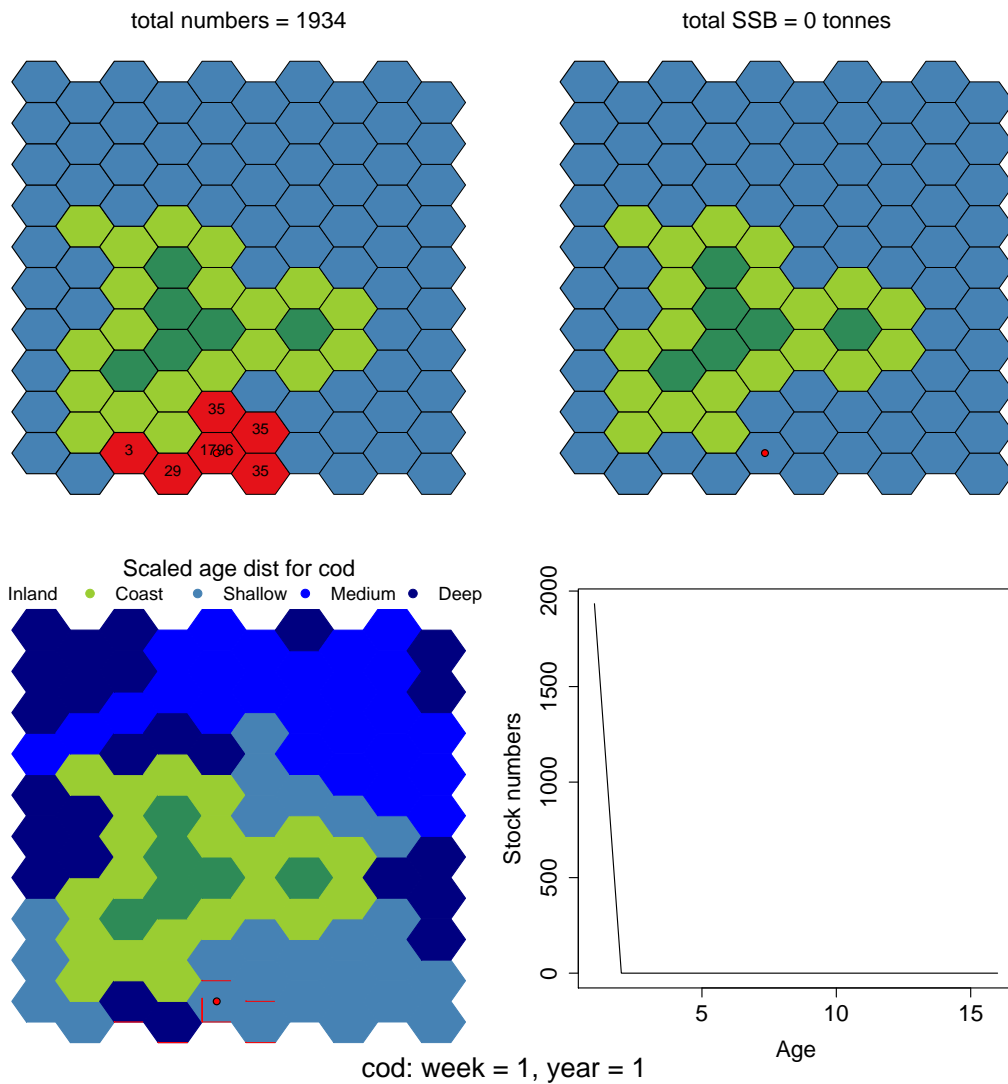 total numbers = 1934
total SSB = 0 tonnes
35
35
3
1796
29
35
Scaled age dist for cod
Inland Coast Shallow Medium Deep
2000
1500
1000
500
0
Stock numbers
5 10 15
Age
cod: week = 1, year = 1